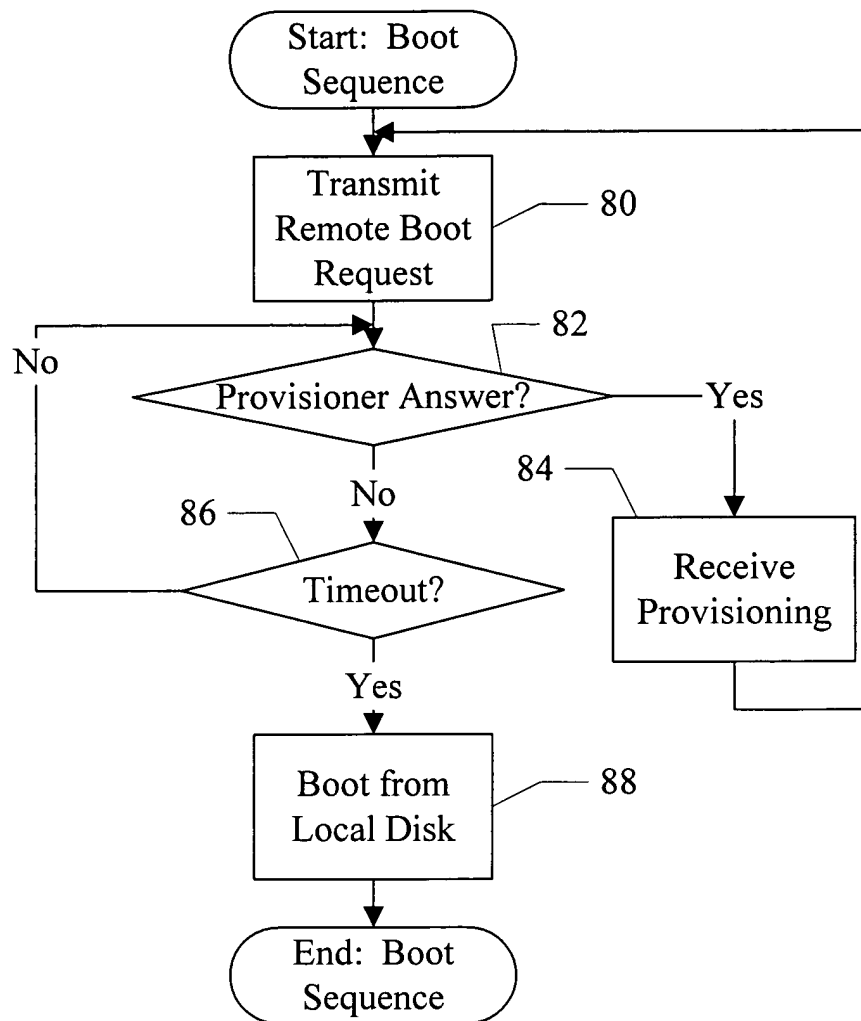 Start: Boot
Sequence
Transmit
Remote Boot
Request
80
82
No
Provisioner Answer?
Yes
84
No
86
Timeout?
Receive
Provisioning
Yes
Boot from
Local Disk
88
End: Boot
Sequence